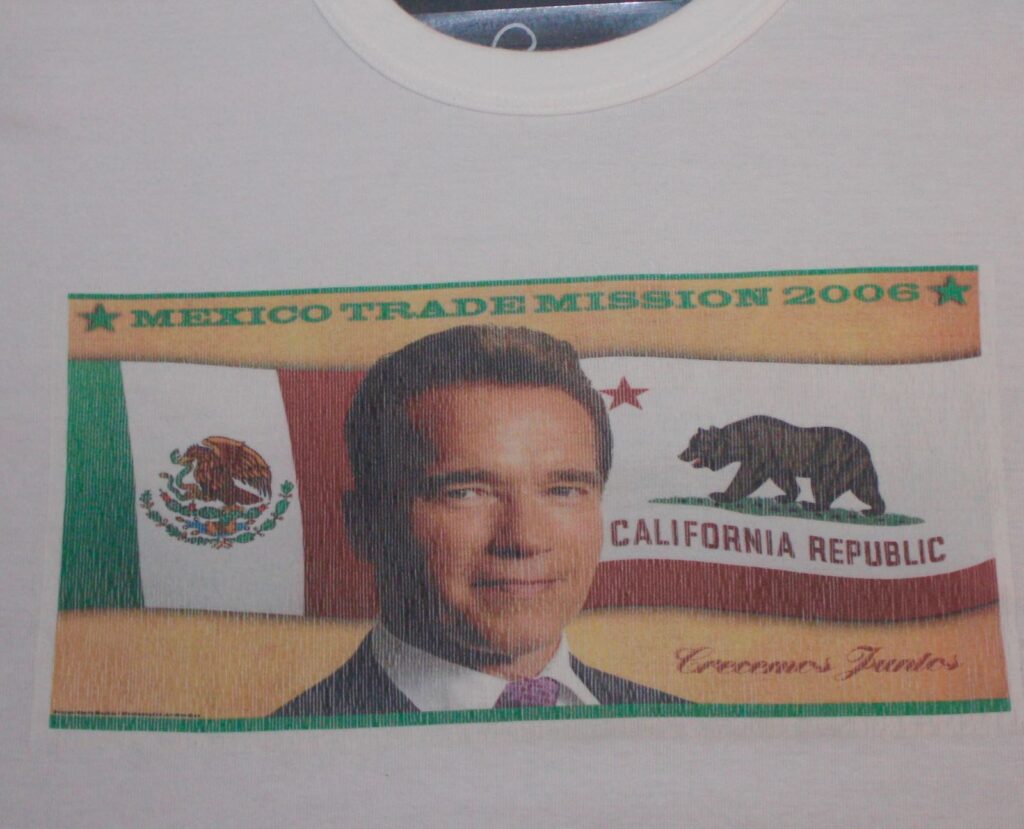 MEXICO TRADE MISSION 2006
CALIFORNIA REPUBLIC
Crecemos Juntos